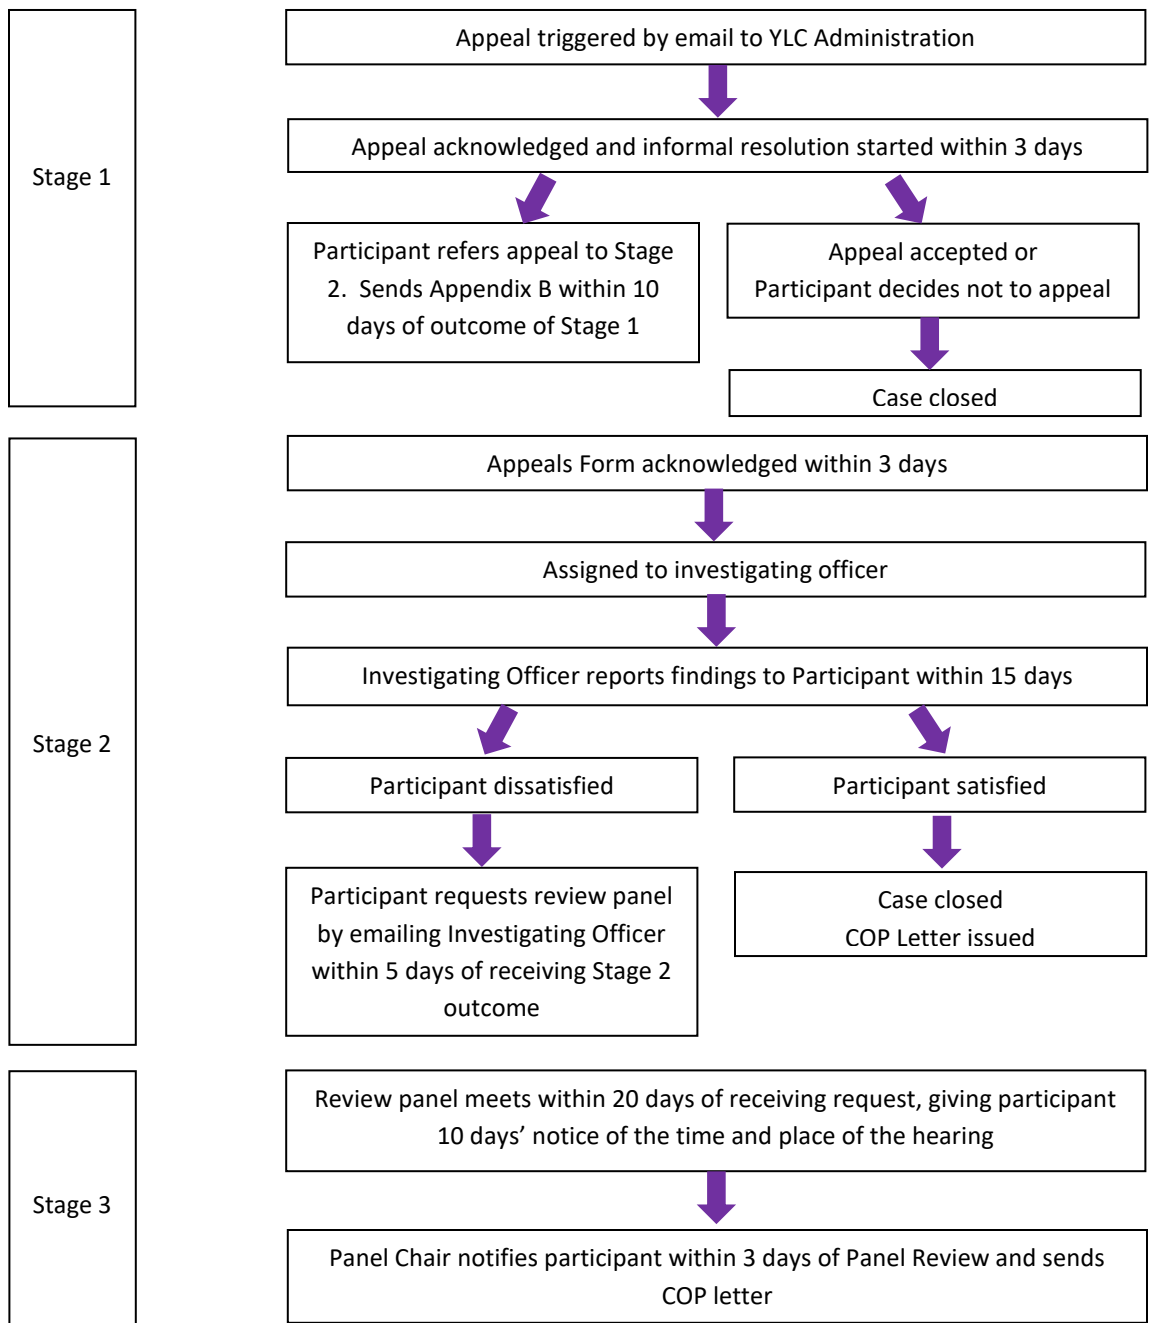 Stage 1
Appeal triggered by email to YLC Administration
Appeal acknowledged and informal resolution started within 3 days
Participant refers appeal to Stage
2.  Sends Appendix B within 10
days of outcome of Stage 1
Appeal accepted or
Participant decides not to appeal
Case closed
Stage 2
Appeals Form acknowledged within 3 days
Assigned to investigating officer
Investigating Officer reports findings to Participant within 15 days
Participant dissatisfied
Participant satisfied
Participant requests review panel
by emailing Investigating Officer
within 5 days of receiving Stage 2
outcome
Case closed
COP Letter issued
Stage 3
Review panel meets within 20 days of receiving request, giving participant
10 days’ notice of the time and place of the hearing
Panel Chair notifies participant within 3 days of Panel Review and sends
COP letter